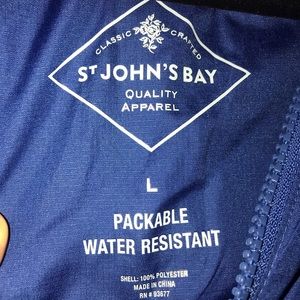 CLASSIC CRAFTED
ST JOHN'S BAY
QUALITY
APPAREL
L
PACKABLE
WATER RESISTANT
SHELL: 100% POLYESTER
MADE IN CHINA
RN # 93677